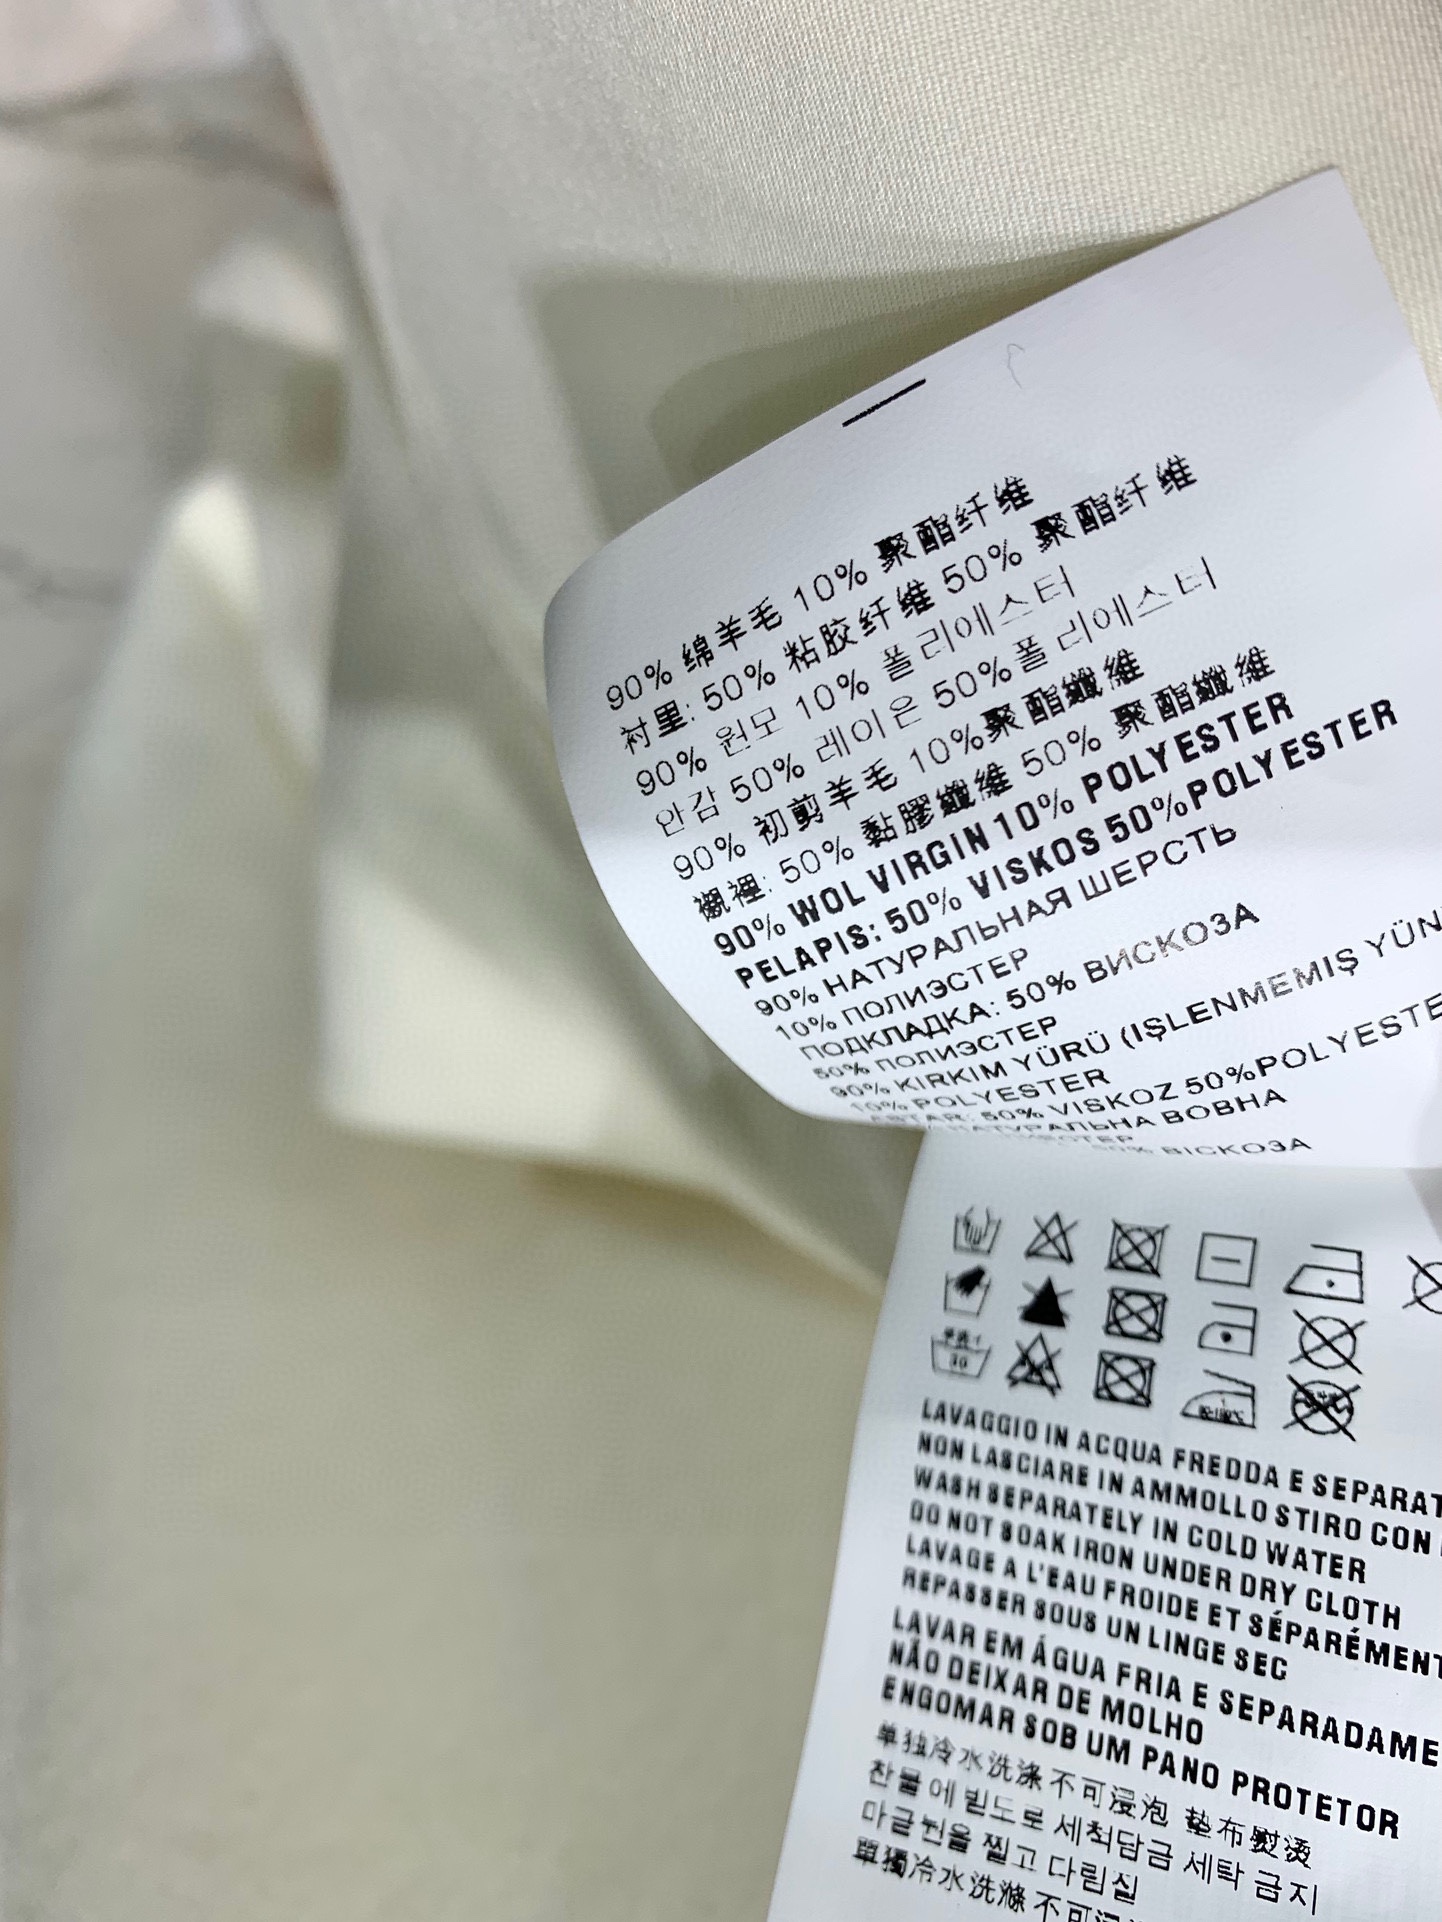 90% 绵羊毛 10% 聚酯纤维
衬里: 50% 粘胶纤维 50% 聚酯纤维
90% 원모 10% 폴리에스터
안감 50% 레이온 50%폴리에스터
90% 初剪羊毛 10%聚酯纖維
襯裡: 50% 黏膠纖維 50% 聚酯纖維
90% WOL VIRGIN 10% POLYESTER
PELAPIS: 50% VISKOS 50%POLYESTER
90% НАТУРАЛЬНАЯ ШЕРСТЬ
10% ПОЛИЭСТЕР
ПОДКЛАДКА: 50% ВИСКОЗА
50% ПОЛИЭСТЕР
90% KIRKIM YÜRÜ (IŞLENMEMIŞ YÜN
10% POLYESTER
ASTAR: 50% VISKOZ 50%POLYESTE
НАТУРАЛЬНА ВОВНА
50% ВІСКОЗА
30
LAVAGGIO IN ACQUA FREDDA E SEPARAT
NON LASCIARE IN AMMOLLO STIRO CON
WASH SEPARATELY IN COLD WATER
DO NOT SOAK IRON UNDER DRY CLOTH
LAVAGE A L'EAU FROIDE ET SÉPARÉMENT
REPASSER SOUS UN LINGE SEC
LAVAR EM ÁGUA FRIA E SEPARADAME
NÃO DEIXAR DE MOLHO
ENGOMAR SOB UM PANO PROTETOR
单独冷水洗涤 不可浸泡 垫布熨烫
찬물에 빋도로 세척담금 세탁 금지
마른 천을 깔고 다림질
單獨冷水洗滌 不可浸